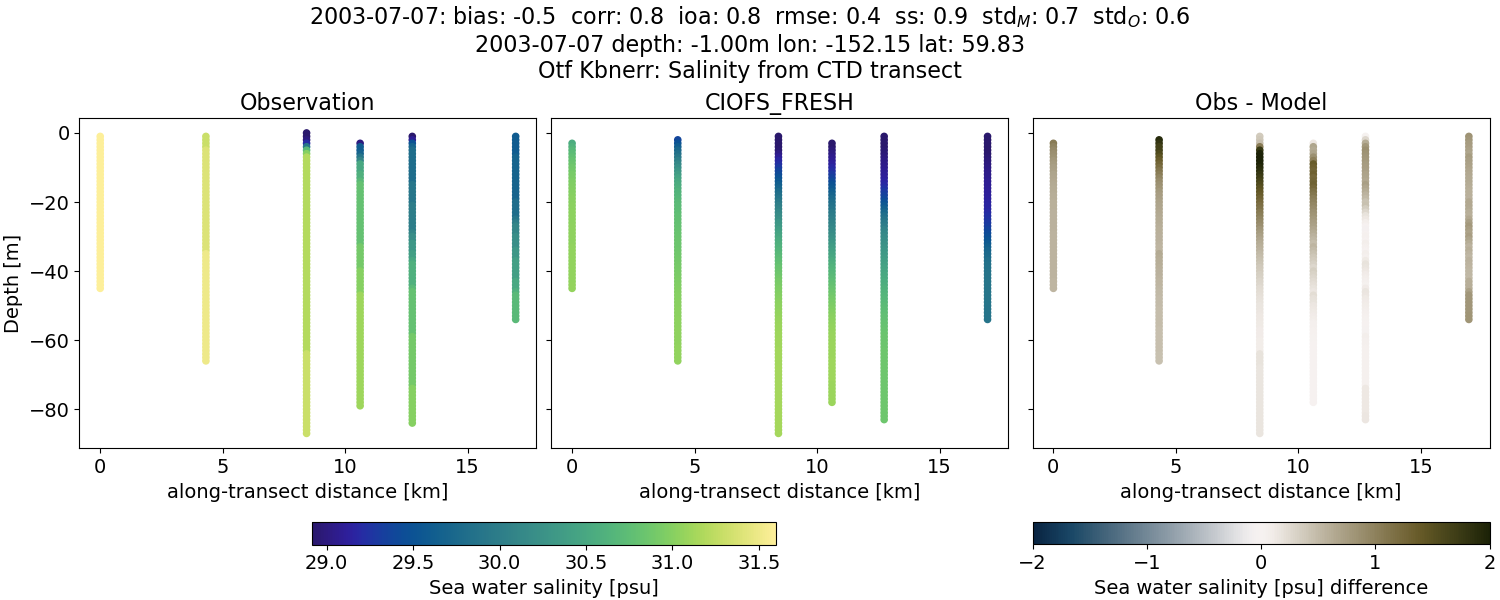 2003-07-07: bias: -0.5 corr: 0.8 ioa: 0.8 rmse: 0.4 ss: 0.9 std_M: 0.7 std_O: 0.6
2003-07-07 depth: -1.00m lon: -152.15 lat: 59.83
Otf Kbnerr: Salinity from CTD transect
Observation
CIOFS_FRESH
Obs - Model
Depth [m]
0
−20
−40
−60
−80
0 5 10 15
0 5 10 15
0 5 10 15
along-transect distance [km]
along-transect distance [km]
along-transect distance [km]
29.0 29.5 30.0 30.5 31.0 31.5
Sea water salinity [psu]
−2 −1 0 1 2
Sea water salinity [psu] difference